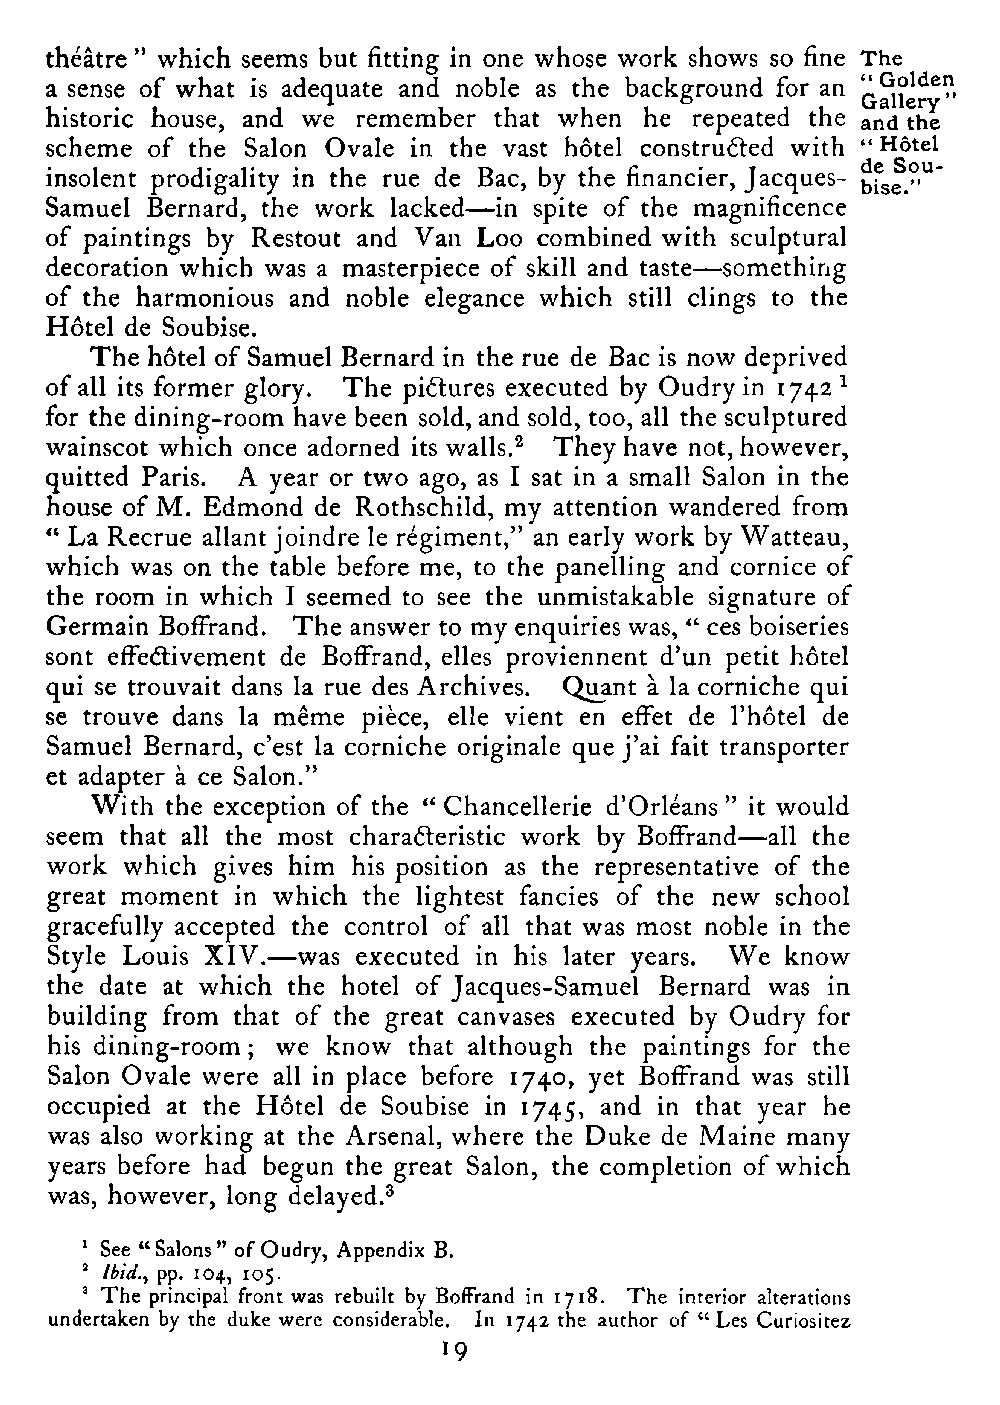 théâtre" which seems but fitting in one whose work shows so fine
a sense of what is adequate and noble as the background for an
historic house, and we remember that when he repeated the
scheme of the Salon Ovale in the vast hôtel constructed with
insolent prodigality in the rue de Bac, by the financier, Jacques-
Samuel Bernard, the work lacked—in spite of the magnificence
of paintings by Restout and Van Loo combined with sculptural
decoration which was a masterpiece of skill and taste—something
of the harmonious and noble elegance which still clings to the
Hôtel de Soubise.
The
"Golden
Gallery"
and the
"Hôtel
de Sou-
bise."
The hôtel of Samuel Bernard in the rue de Bac is now deprived
of all its former glory. The pictures executed by Oudry in 1742 ¹
for the dining-room have been sold, and sold, too, all the sculptured
wainscot which once adorned its walls.² They have not, however,
quitted Paris. A year or two ago, as I sat in a small Salon in the
house of M. Edmond de Rothschild, my attention wandered from
"La Recrue allant joindre le régiment," an early work by Watteau,
which was on the table before me, to the panelling and cornice of
the room in which I seemed to see the unmistakable signature of
Germain Boffrand. The answer to my enquiries was, "ces boiseries
sont effectivement de Boffrand, elles proviennent d'un petit hôtel
qui se trouvait dans la rue des Archives. Quant à la corniche qui
se trouve dans la même pièce, elle vient en effet de l'hôtel de
Samuel Bernard, c'est la corniche originale que j'ai fait transporter
et adapter à ce Salon."
With the exception of the "Chancellerie d'Orléans" it would
seem that all the most characteristic work by Boffrand—all the
work which gives him his position as the representative of the
great moment in which the lightest fancies of the new school
gracefully accepted the control of all that was most noble in the
Style Louis XIV.—was executed in his later years. We know
the date at which the hotel of Jacques-Samuel Bernard was in
building from that of the great canvases executed by Oudry for
his dining-room; we know that although the paintings for the
Salon Ovale were all in place before 1740, yet Boffrand was still
occupied at the Hôtel de Soubise in 1745, and in that year he
was also working at the Arsenal, where the Duke de Maine many
years before had begun the great Salon, the completion of which
was, however, long delayed.³
¹ See "Salons" of Oudry, Appendix B.
² Ibid., pp. 104, 105.
³ The principal front was rebuilt by Boffrand in 1718. The interior alterations
undertaken by the duke were considerable. In 1742 the author of "Les Curiositez
19